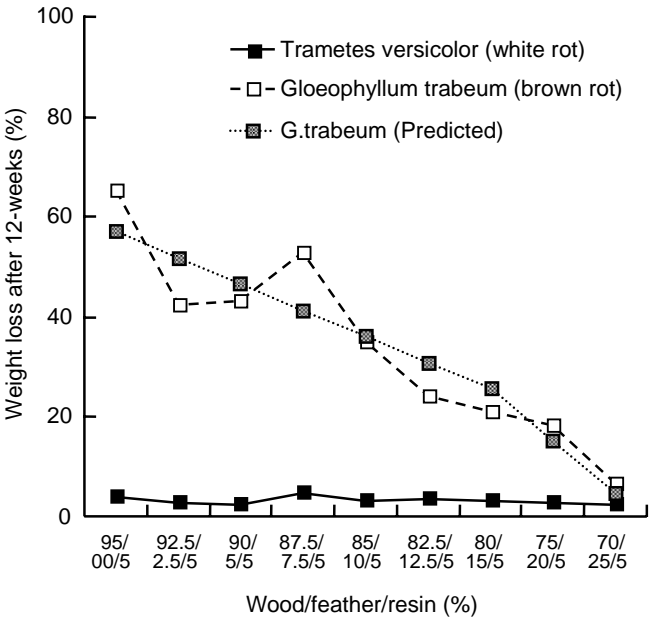 100
80
60
40
20
0
Weight loss after 12-weeks (%)
Trametes versicolor (white rot)
Gloeophyllum trabeum (brown rot)
G.trabeum (Predicted)
95/ 92.5/ 90/ 87.5/ 85/ 82.5/ 80/ 75/ 70/
00/5 2.5/5 5/5 7.5/5 10/5 12.5/5 15/5 20/5 25/5
Wood/feather/resin (%)